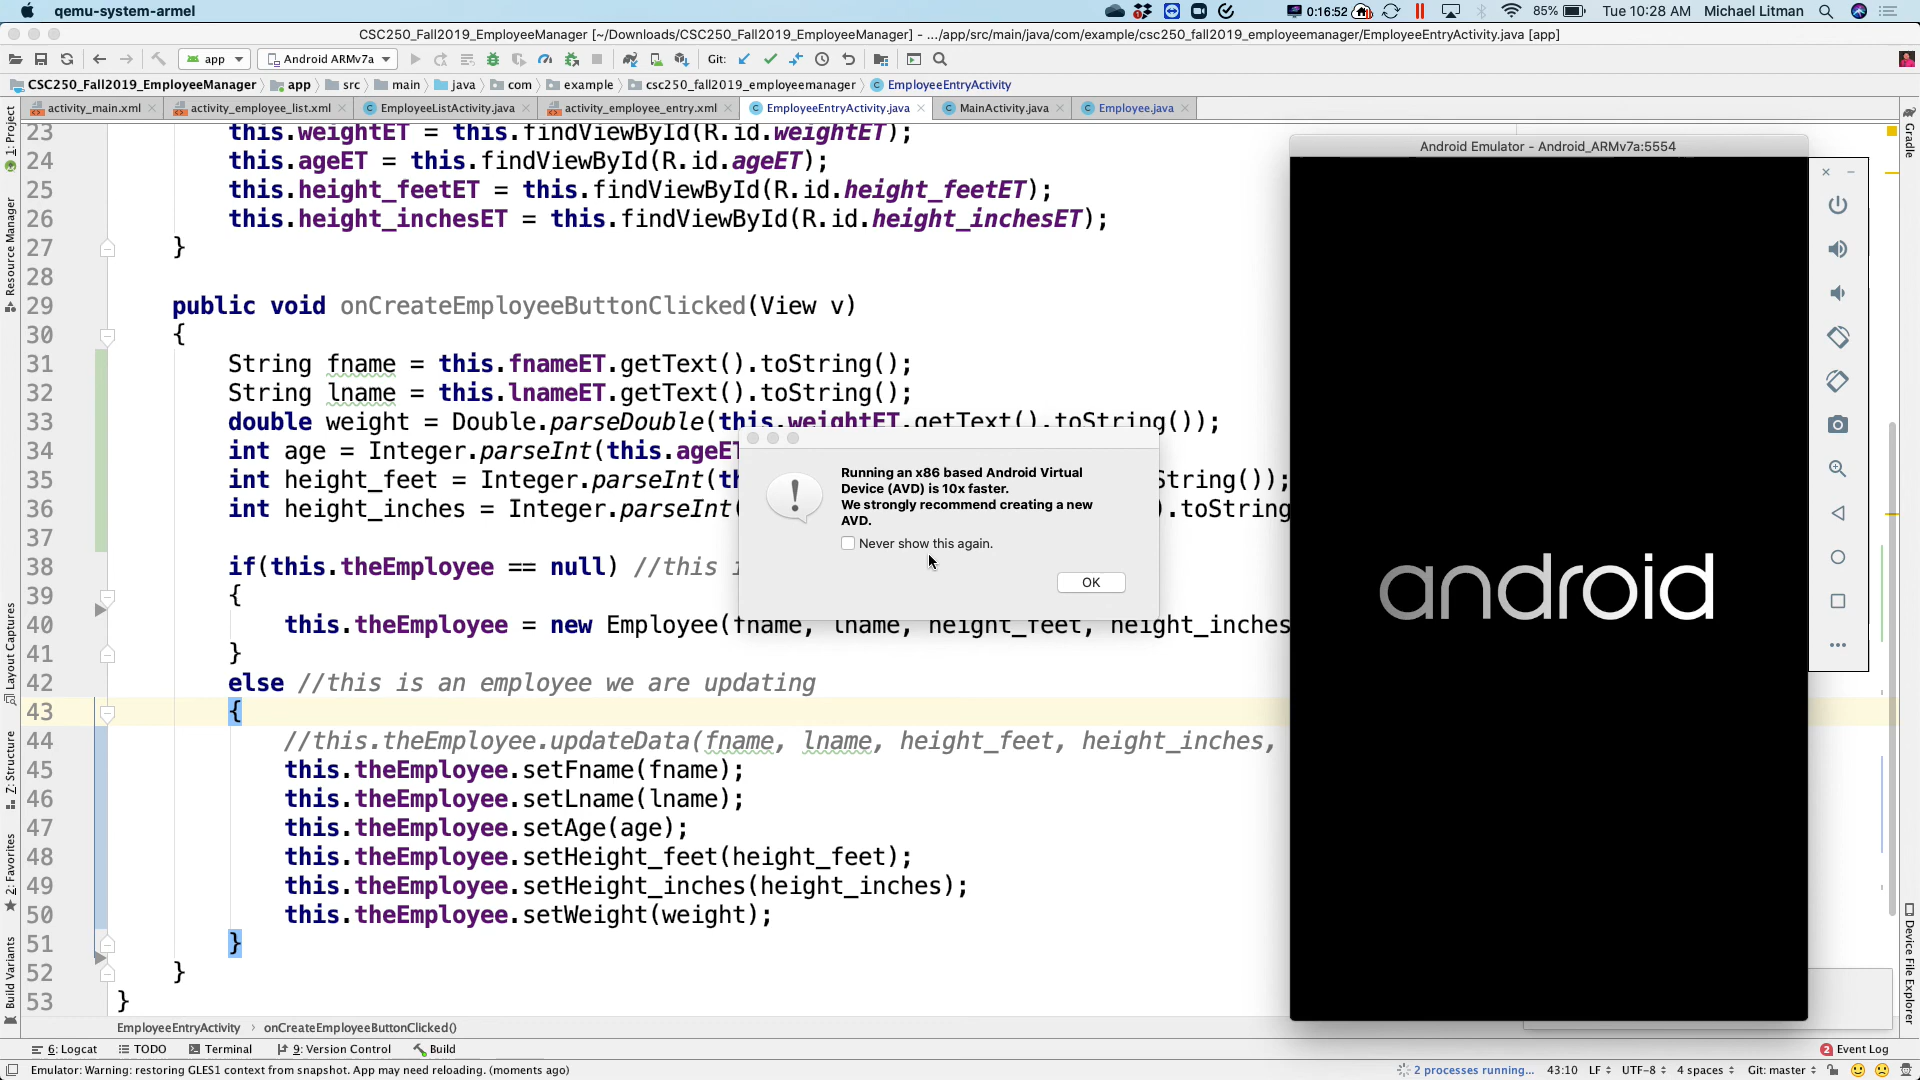 qemu-system-armel
0:16:52
85%
Tue 10:28 AM
Michael Litman
CSC250_Fall2019_EmployeeManager [~/Downloads/CSC250_Fall2019_EmployeeManager] - .../app/src/main/java/com/example/csc250_fall2019_employeemanager/EmployeeEntryActivity.java [app]
app
Android ARMv7a
Git:
CSC250_Fall2019_EmployeeManager
app
src
main
java
com
example
csc250_fall2019_employeemanager
EmployeeEntryActivity
activity_main.xml
activity_employee_list.xml
EmployeeListActivity.java
activity_employee_entry.xml
EmployeeEntryActivity.java
MainActivity.java
Employee.java
1: Project
Resource Manager
Layout Captures
Z: Structure
2: Favorites
Build Variants
Gradle
Device File Explorer
23 this.weightET = this.findViewById(R.id.weightET);
24 this.ageET = this.findViewById(R.id.ageET);
25 this.height_feetET = this.findViewById(R.id.height_feetET);
26 this.height_inchesET = this.findViewById(R.id.height_inchesET);
27 }
28
29 public void onCreateEmployeeButtonClicked(View v)
30 {
31 String fname = this.fnameET.getText().toString();
32 String lname = this.lnameET.getText().toString();
33 double weight = Double.parseDouble(this.weightET.getText().toString());
34 int age = Integer.parseInt(this.ageET
35 int height_feet = Integer.parseInt(th String());
36 int height_inches = Integer.parseInt( ).toString
37
38 if(this.theEmployee == null) //this i
39 {
40 this.theEmployee = new Employee(fname, lname, height_feet, height_inches
41 }
42 else //this is an employee we are updating
43 {
44 //this.theEmployee.updateData(fname, lname, height_feet, height_inches,
45 this.theEmployee.setFname(fname);
46 this.theEmployee.setLname(lname);
47 this.theEmployee.setAge(age);
48 this.theEmployee.setHeight_feet(height_feet);
49 this.theEmployee.setHeight_inches(height_inches);
50 this.theEmployee.setWeight(weight);
51 }
52 }
53 }
Running an x86 based Android Virtual
Device (AVD) is 10x faster.
We strongly recommend creating a new
AVD.
Never show this again.
OK
Android Emulator - Android_ARMv7a:5554
android
EmployeeEntryActivity › onCreateEmployeeButtonClicked()
6: Logcat
TODO
Terminal
9: Version Control
Build
2 Event Log
Emulator: Warning: restoring GLES1 context from snapshot. App may need reloading. (moments ago)
2 processes running...
43:10
LF
UTF-8
4 spaces
Git: master